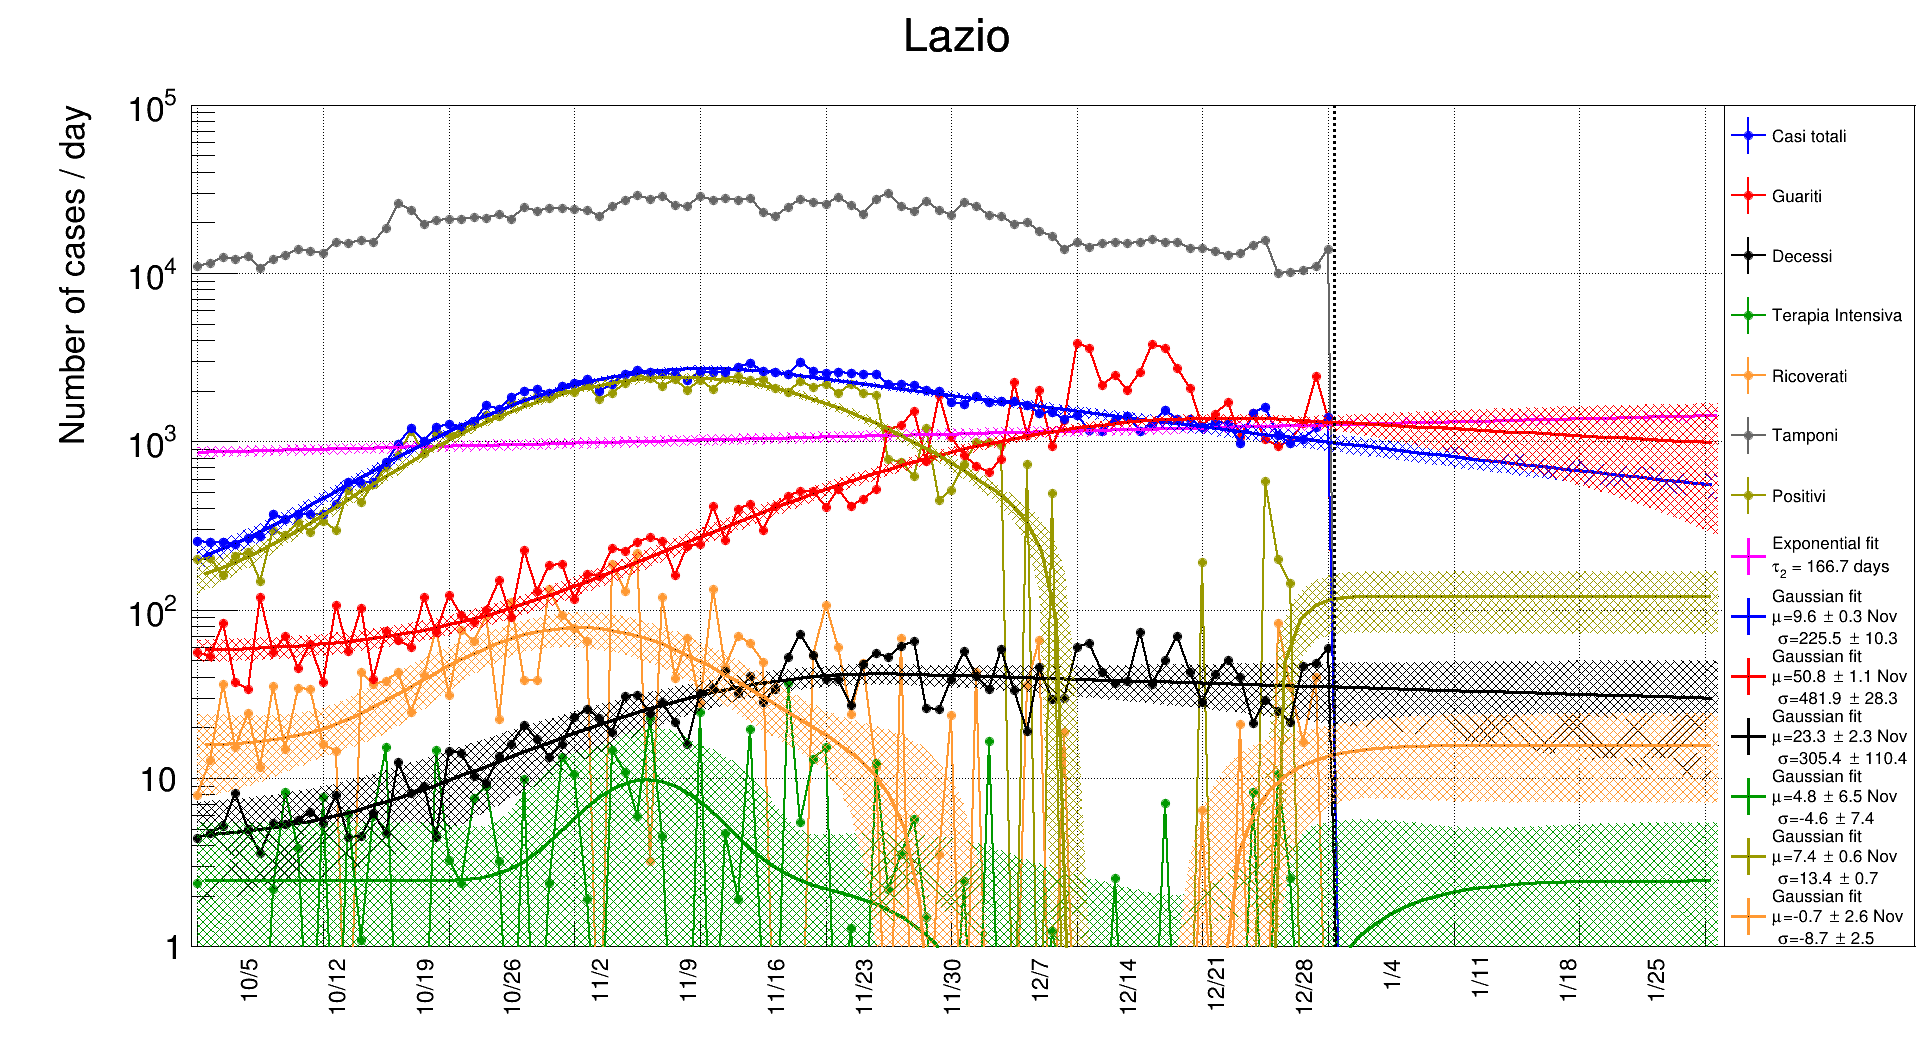 Lazio
Number of cases / day
10^5
10^4
10^3
10^2
10
1
10/5
10/12
10/19
10/26
11/2
11/9
11/16
11/23
11/30
12/7
12/14
12/21
12/28
1/4
1/11
1/18
1/25
Casi totali
Guariti
Decessi
Terapia Intensiva
Ricoverati
Tamponi
Positivi
Exponential fit
τ2 = 166.7 days
Gaussian fit
μ=9.6 ± 0.3 Nov
σ=225.5 ± 10.3
Gaussian fit
μ=50.8 ± 1.1 Nov
σ=481.9 ± 28.3
Gaussian fit
μ=23.3 ± 2.3 Nov
σ=305.4 ± 110.4
Gaussian fit
μ=4.8 ± 6.5 Nov
σ=-4.6 ± 7.4
Gaussian fit
μ=7.4 ± 0.6 Nov
σ=13.4 ± 0.7
Gaussian fit
μ=-0.7 ± 2.6 Nov
σ=-8.7 ± 2.5